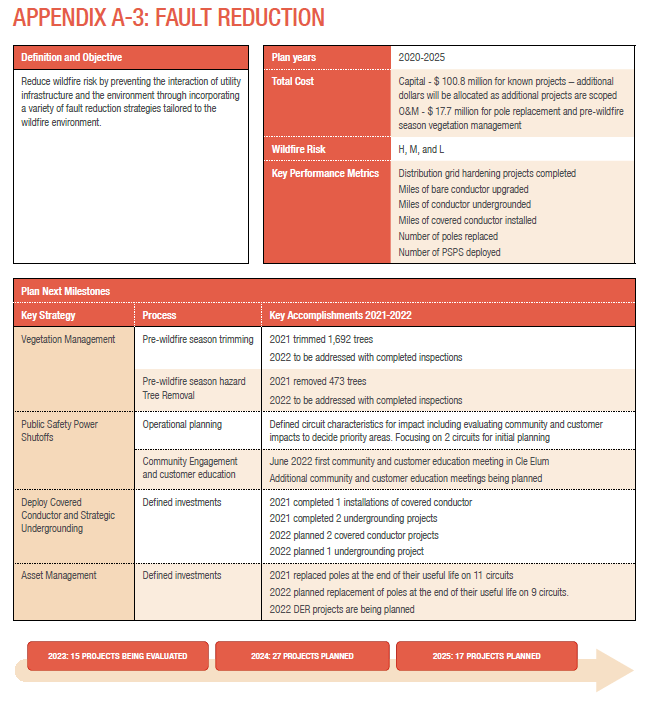 APPENDIX A-3: FAULT REDUCTION
Definition and Objective
Reduce wildfire risk by preventing the interaction of utility
infrastructure and the environment through incorporating
a variety of fault reduction strategies tailored to the
wildfire environment.
Plan years
2020-2025
Total Cost
Capital - $ 100.8 million for known projects – additional
dollars will be allocated as additional projects are scoped
O&M - $ 17.7 million for pole replacement and pre-wildfire
season vegetation management
Wildfire Risk
H, M, and L
Key Performance Metrics
Distribution grid hardening projects completed
Miles of bare conductor upgraded
Miles of conductor undergrounded
Miles of covered conductor installed
Number of poles replaced
Number of PSPS deployed
Plan Next Milestones
Key Strategy
Process
Key Accomplishments 2021-2022
Vegetation Management
Pre-wildfire season trimming
2021 trimmed 1,692 trees
2022 to be addressed with completed inspections
Pre-wildfire season hazard
Tree Removal
2021 removed 473 trees
2022 to be addressed with completed inspections
Public Safety Power
Shutoffs
Operational planning
Defined circuit characteristics for impact including evaluating community and customer
impacts to decide priority areas. Focusing on 2 circuits for initial planning
Community Engagement
and customer education
June 2022 first community and customer education meeting in Cle Elum
Additional community and customer education meetings being planned
Deploy Covered
Conductor and Strategic
Undergrounding
Defined investments
2021 completed 1 installations of covered conductor
2021 completed 2 undergrounding projects
2022 planned 2 covered conductor projects
2022 planned 1 undergrounding project
Asset Management
Defined investments
2021 replaced poles at the end of their useful life on 11 circuits
2022 planned replacement of poles at the end of their useful life on 9 circuits.
2022 DER projects are being planned
2023: 15 PROJECTS BEING EVALUATED
2024: 27 PROJECTS PLANNED
2025: 17 PROJECTS PLANNED